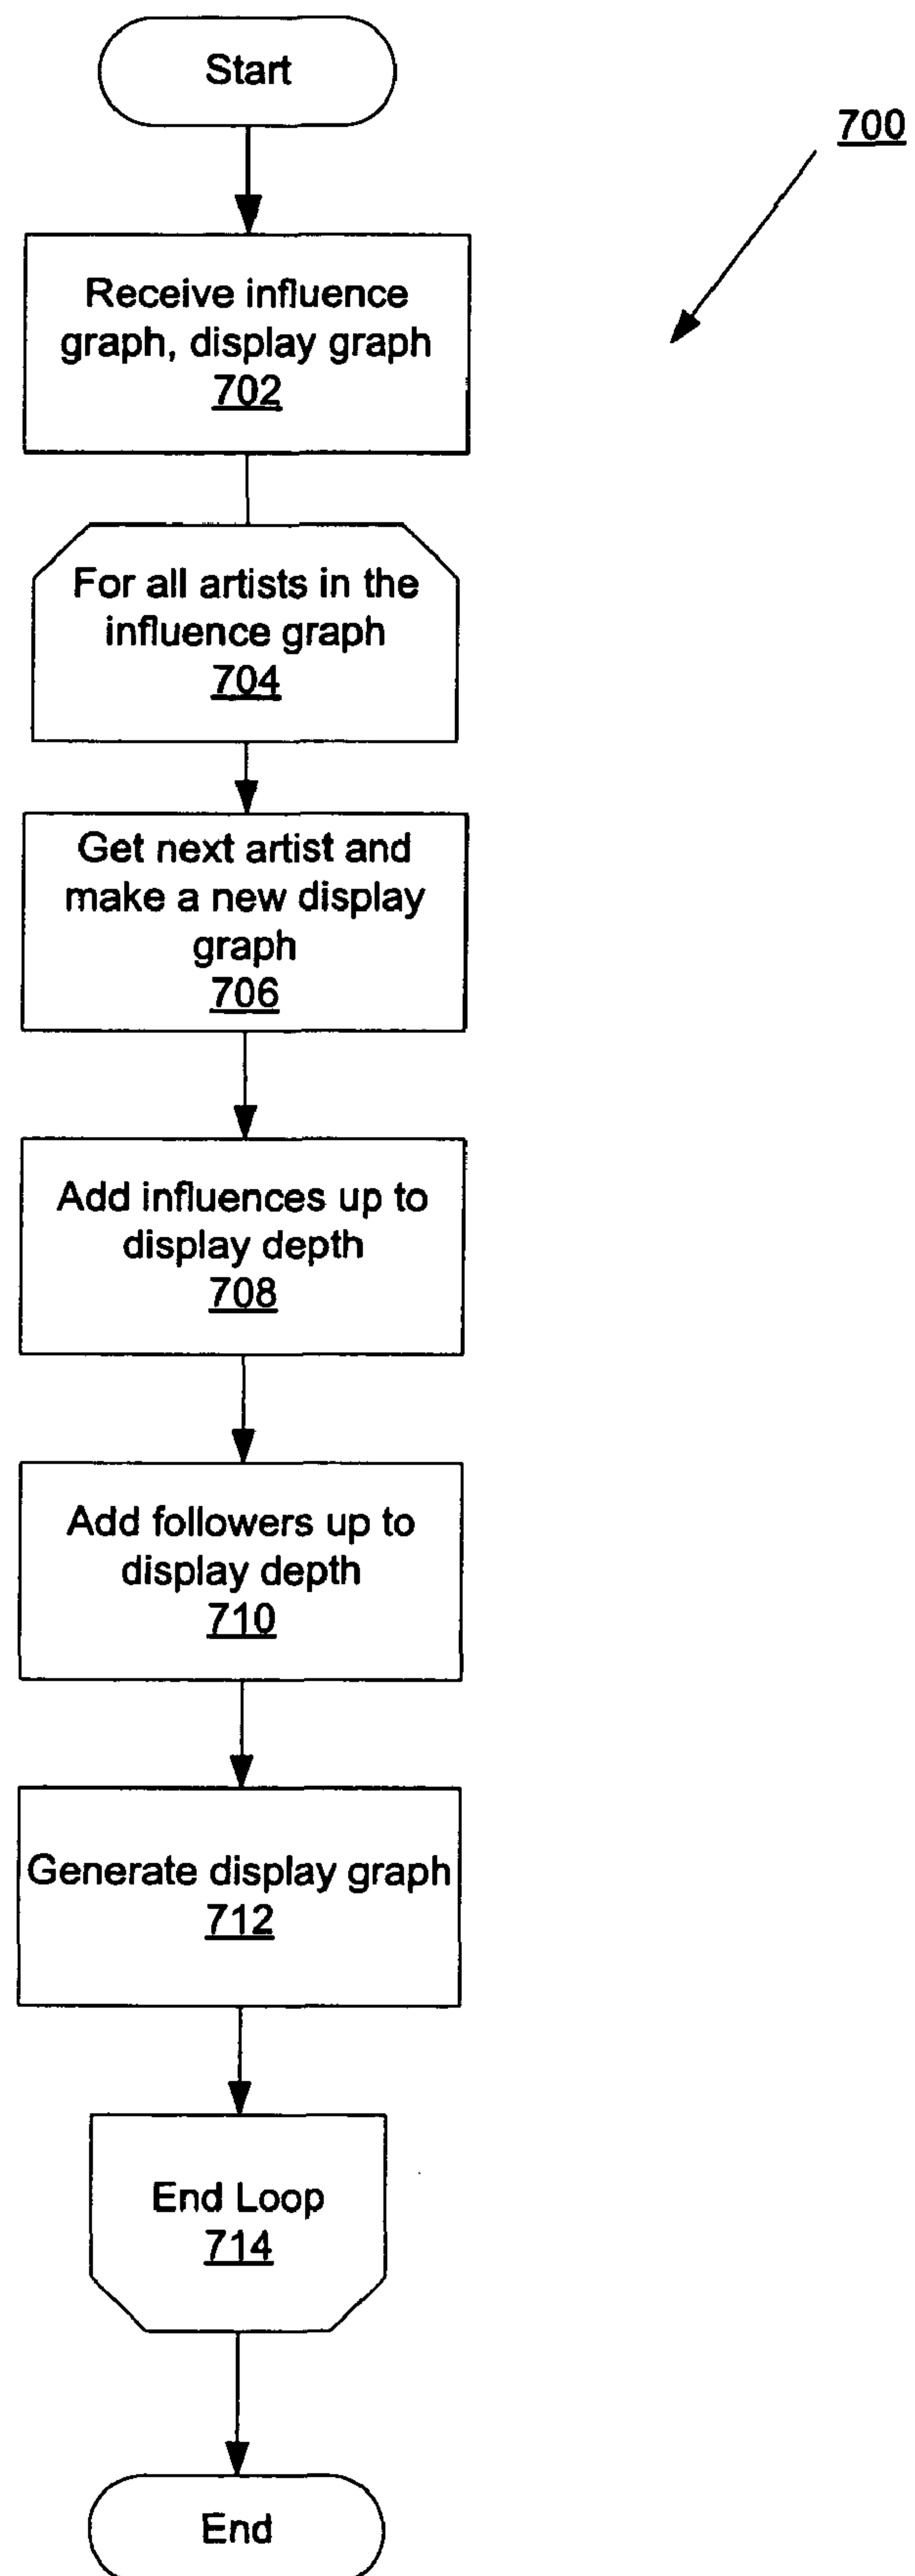 Start
700
Receive influence
graph, display graph
702
For all artists in the
influence graph
704
Get next artist and
make a new display
graph
706
Add influences up to
display depth
708
Add followers up to
display depth
710
Generate display graph
712
End Loop
714
End